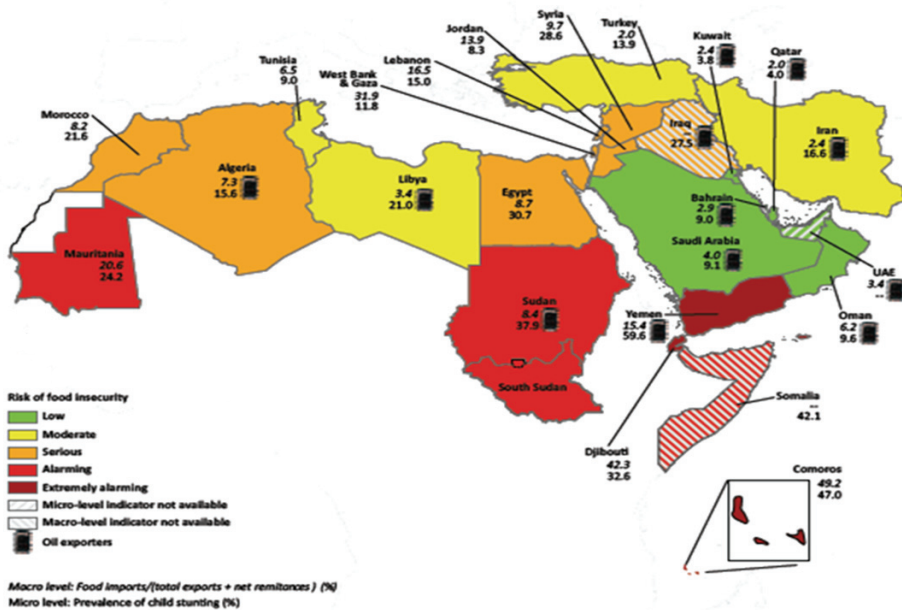 Syria
9.7
28.6
Turkey
2.0
13.9
Jordan
13.9
8.3
Kuwait
2.4
3.8
Qatar
2.0
4.0
Lebanon
16.5
15.0
Tunisia
6.5
9.0
West Bank
& Gaza
31.9
11.8
Morocco
8.2
21.6
Iraq
--
27.5
Iran
2.4
16.6
Algeria
7.3
15.6
Libya
3.4
21.0
Egypt
8.7
30.7
Bahrain
2.9
9.0
Saudi Arabia
4.0
9.1
Mauritania
20.6
24.2
UAE
3.4
--
Sudan
8.4
37.9
Yemen
15.4
59.6
Oman
6.2
9.6
South Sudan
Somalia
--
42.1
Djibouti
42.3
32.6
Comoros
49.2
47.0
Risk of food insecurity
Low
Moderate
Serious
Alarming
Extremely alarming
Micro-level indicator not available
Macro-level indicator not available
Oil exporters
Macro level: Food imports/(total exports + net remitances ) (%)
Micro level: Prevalence of child stunting (%)